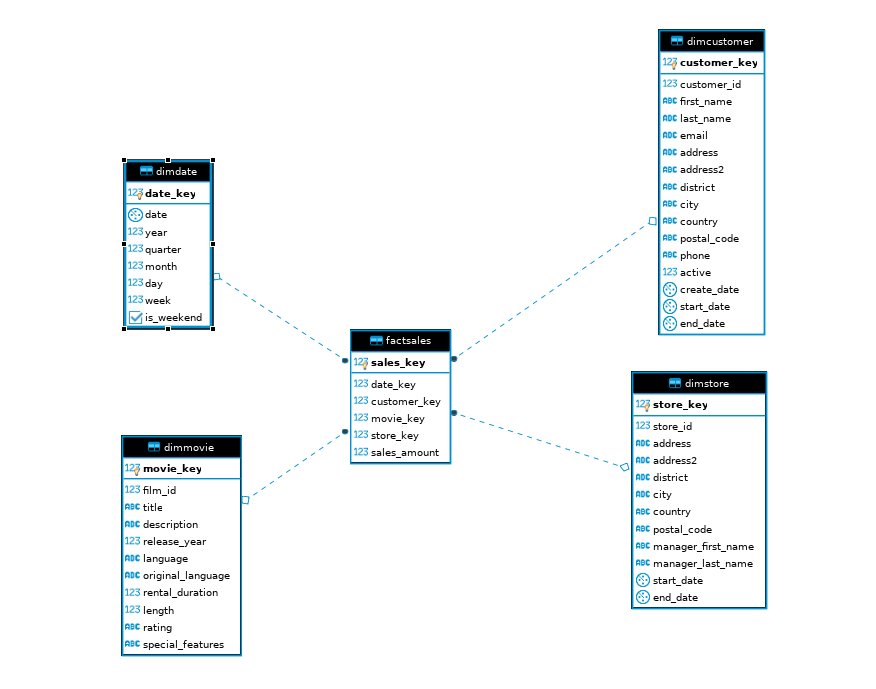 dimcustomer
123 customer_key
123 customer_id
ABC first_name
ABC last_name
ABC email
ABC address
ABC address2
ABC district
ABC city
ABC country
ABC postal_code
ABC phone
123 active
create_date
start_date
end_date
dimdate
123 date_key
date
123 year
123 quarter
123 month
123 day
123 week
is_weekend
factsales
123 sales_key
123 date_key
123 customer_key
123 movie_key
123 store_key
123 sales_amount
dimstore
123 store_key
123 store_id
ABC address
ABC address2
ABC district
ABC city
ABC country
ABC postal_code
ABC manager_first_name
ABC manager_last_name
start_date
end_date
dimmovie
123 movie_key
123 film_id
ABC title
ABC description
123 release_year
ABC language
ABC original_language
123 rental_duration
123 length
ABC rating
ABC special_features